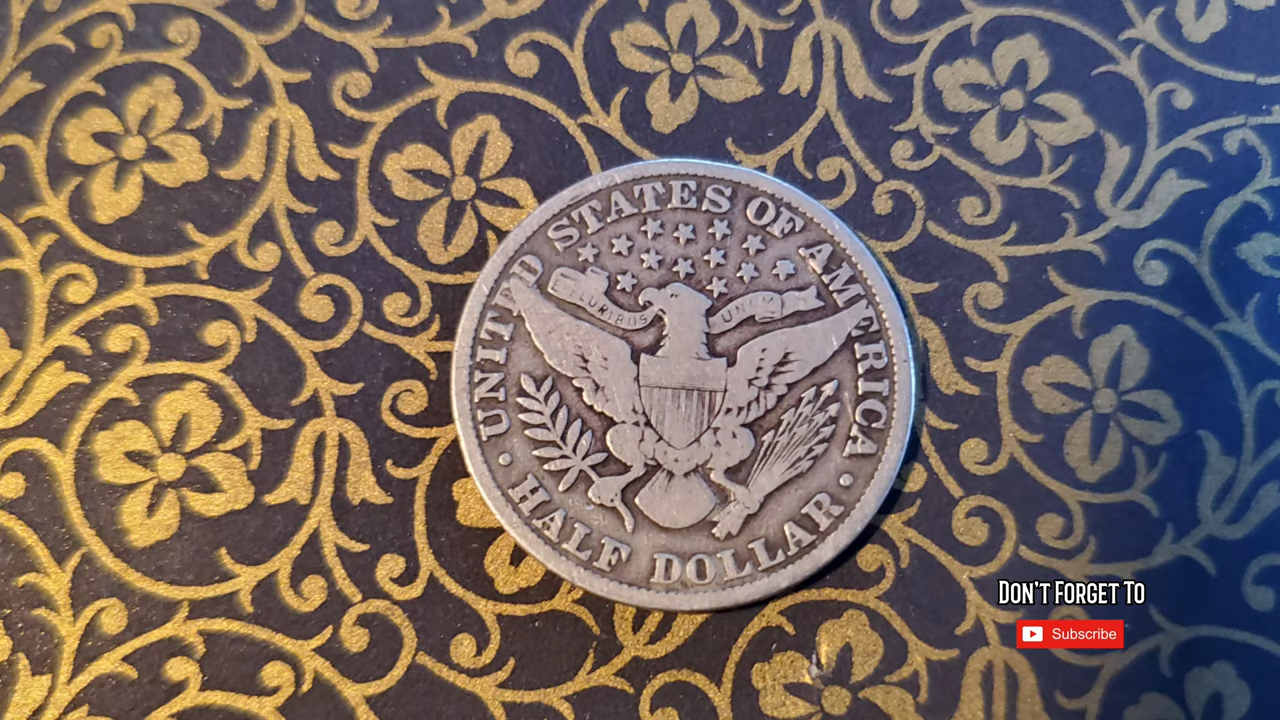 UNITED STATES OF AMERICA
E PLURIBUS UNUM
· HALF DOLLAR ·
DON'T FORGET TO
Subscribe